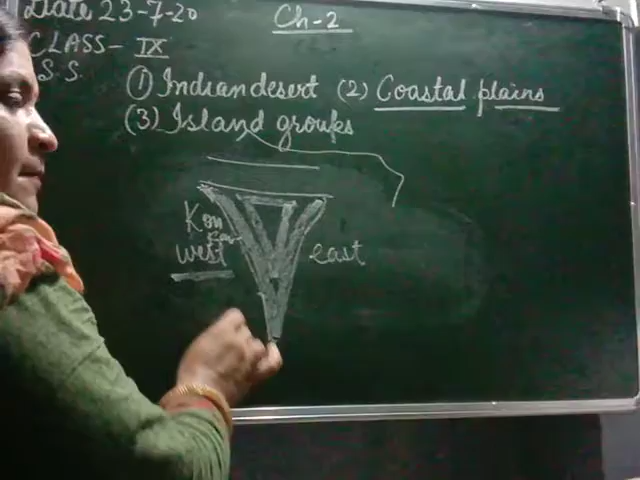 Date 23-7-20
Ch-2
CLASS- IX
S.S.
(1) Indian desert (2) Coastal plains
(3) Island groups
Kon
west
east